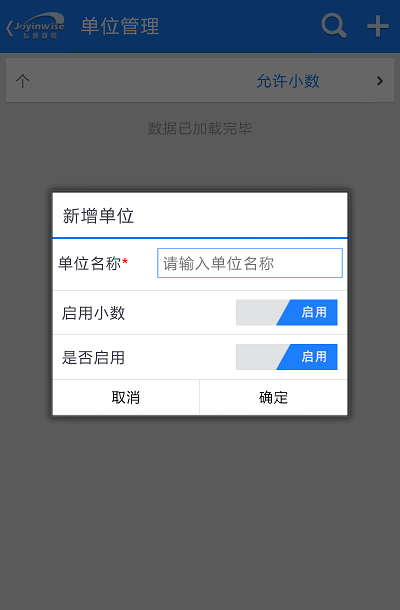 Joyinwise
单位管理
个 允许小数
数据已加载完毕
新增单位
单位名称* 请输入单位名称
启用小数 启用
是否启用 启用
取消 确定